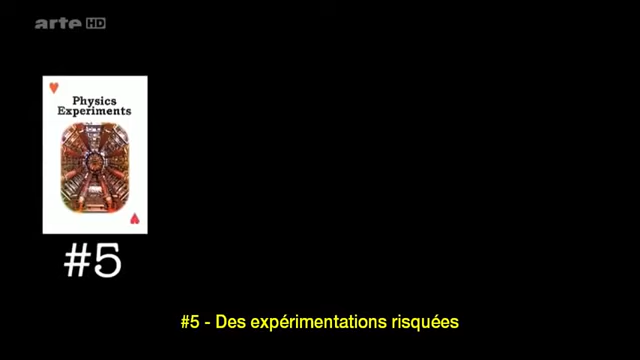 arte HD
Physics
Experiments
#5
#5 - Des expérimentations risquées